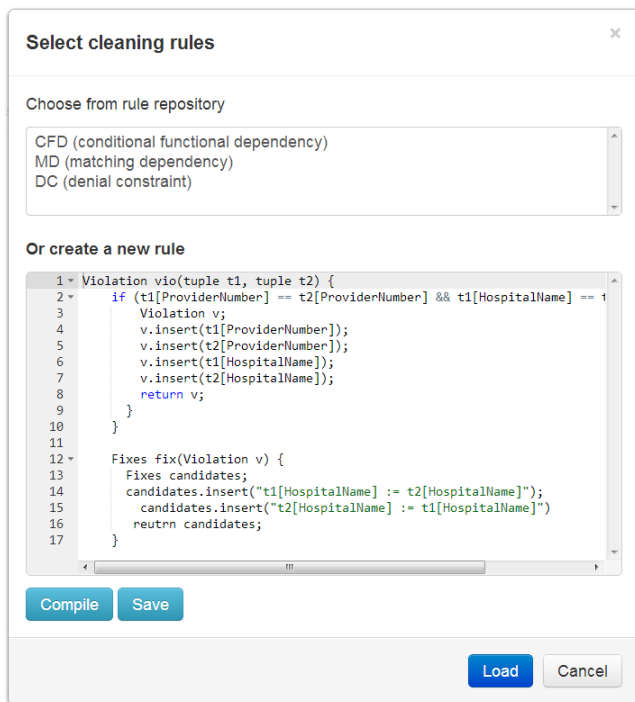 Select cleaning rules
×
Choose from rule repository
CFD (conditional functional dependency)
MD (matching dependency)
DC (denial constraint)
Or create a new rule
1 Violation vio(tuple t1, tuple t2) {
2 if (t1[ProviderNumber] == t2[ProviderNumber] && t1[HospitalName] == t
3 Violation v;
4 v.insert(t1[ProviderNumber]);
5 v.insert(t2[ProviderNumber]);
6 v.insert(t1[HospitalName]);
7 v.insert(t2[HospitalName]);
8 return v;
9 }
10 }
11
12 Fixes fix(Violation v) {
13 Fixes candidates;
14 candidates.insert("t1[HospitalName] := t2[HospitalName]");
15 candidates.insert("t2[HospitalName] := t1[HospitalName]")
16 reutrn candidates;
17 }
Compile Save
Load Cancel